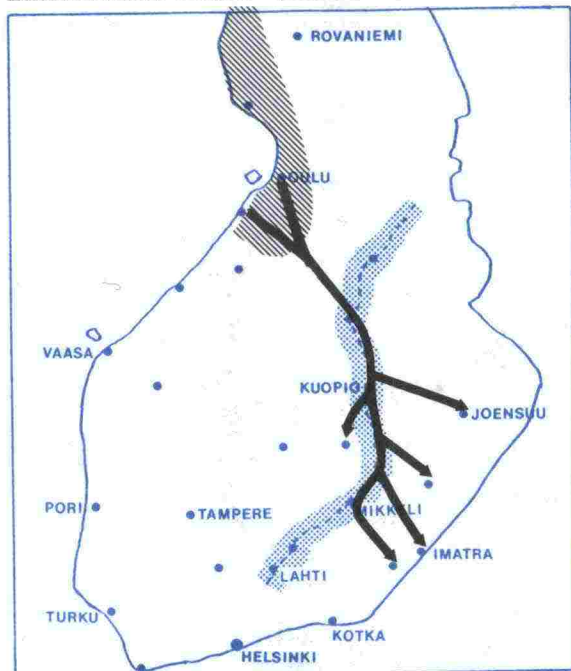 ROVANIEMI
OULU
VAASA
KUOPIO
JOENSUU
PORI
TAMPERE
MIKKELI
IMATRA
LAHTI
TURKU
KOTKA
HELSINKI